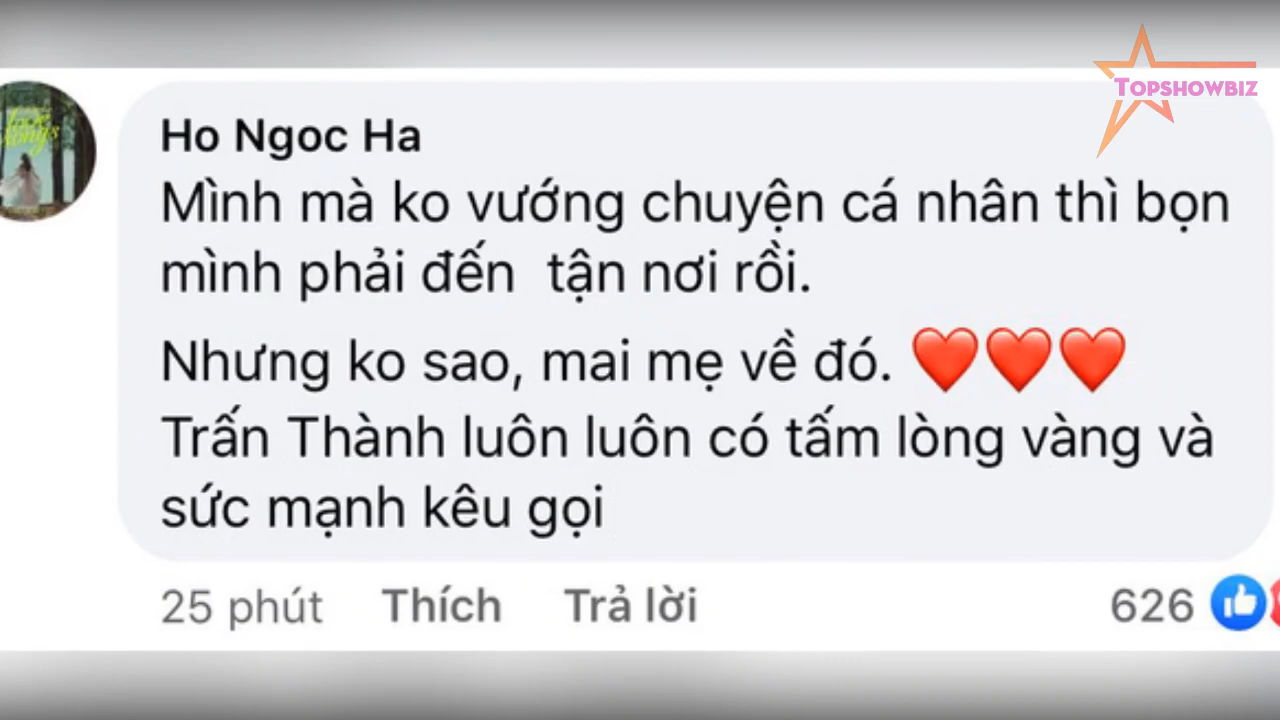 TOPSHOWBIZ
Ho Ngoc Ha
Mình mà ko vướng chuyện cá nhân thì bọn
mình phải đến  tận nơi rồi.
Nhưng ko sao, mai mẹ về đó. ❤️❤️❤️
Trấn Thành luôn luôn có tấm lòng vàng và
sức mạnh kêu gọi
25 phút Thích Trả lời 626